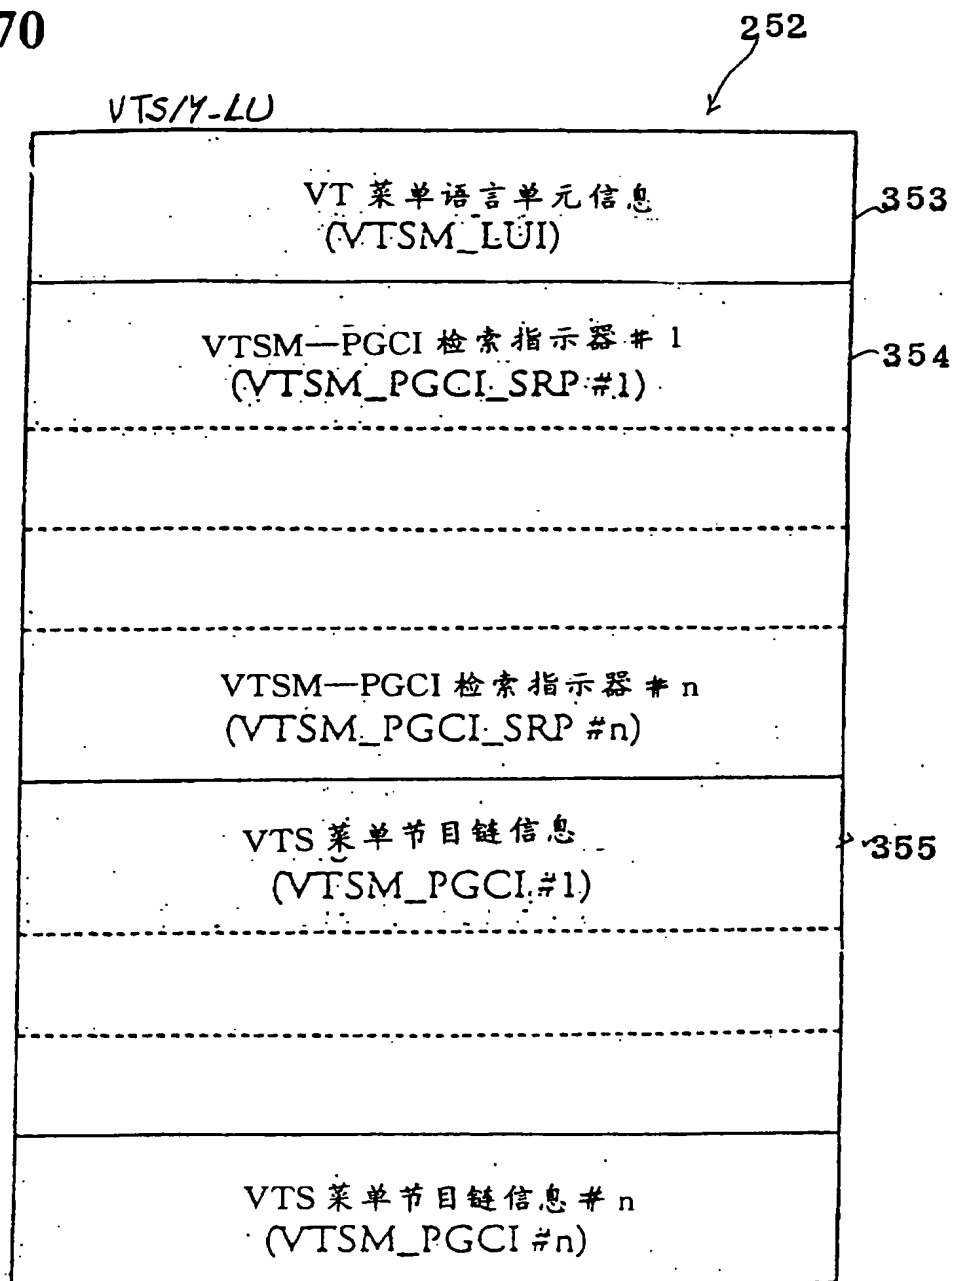 70
252
VTSM-LU
VT 菜单语言单元信息
(VTSM_LUI)
353
VTSM—PGCI 检索指示器 # 1
(VTSM_PGCI_SRP #1)
354
VTSM—PGCI 检索指示器 # n
(VTSM_PGCI_SRP #n)
VTS 菜单节目链信息
(VTSM_PGCI #1)
355
VTS 菜单节目链信息 # n
(VTSM_PGCI #n)